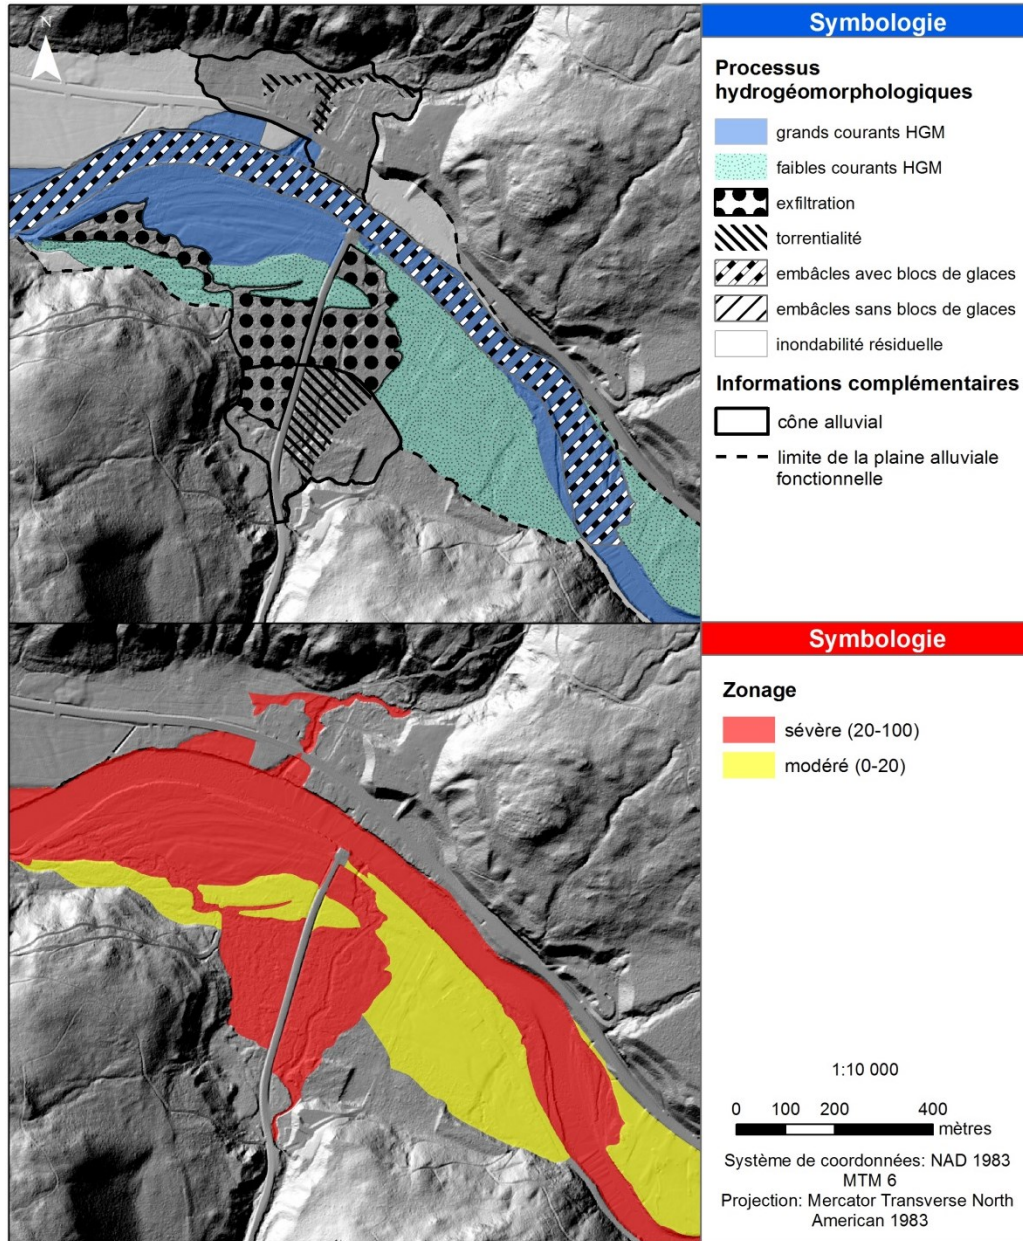 N
Symbologie
Processus
hydrogéomorphologiques
grands courants HGM
faibles courants HGM
exfiltration
torrentialité
embâcles avec blocs de glaces
embâcles sans blocs de glaces
inondabilité résiduelle
Informations complémentaires
cône alluvial
limite de la plaine alluviale
fonctionnelle
Symbologie
Zonage
sévère (20-100)
modéré (0-20)
1:10 000
0 100 200 400
mètres
Système de coordonnées: NAD 1983
MTM 6
Projection: Mercator Transverse North
American 1983